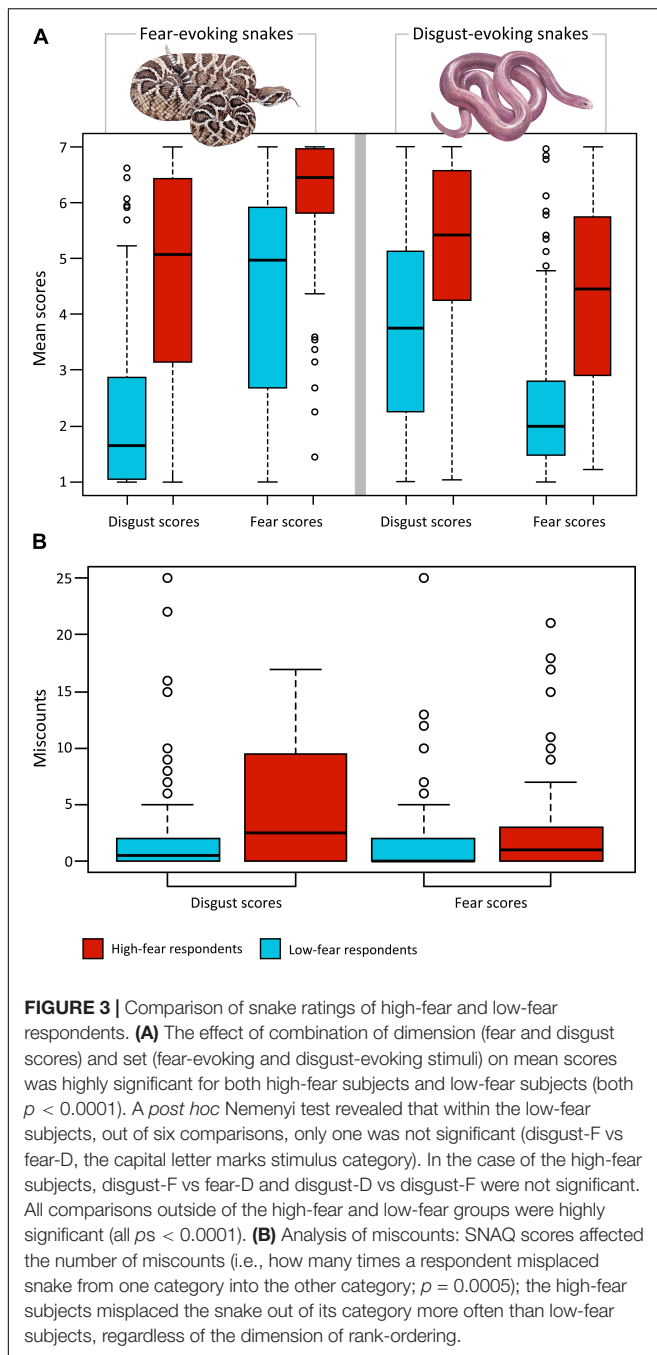 A
Fear-evoking snakes
Disgust-evoking snakes
7
6
5
4
3
2
1
Mean scores
Disgust scores
Fear scores
Disgust scores
Fear scores
B
25
20
15
10
5
0
Miscounts
Disgust scores
Fear scores
High-fear respondents
Low-fear respondents
FIGURE 3 | Comparison of snake ratings of high-fear and low-fear
respondents. (A) The effect of combination of dimension (fear and disgust
scores) and set (fear-evoking and disgust-evoking stimuli) on mean scores
was highly significant for both high-fear subjects and low-fear subjects (both
p < 0.0001). A post hoc Nemenyi test revealed that within the low-fear
subjects, out of six comparisons, only one was not significant (disgust-F vs
fear-D, the capital letter marks stimulus category). In the case of the high-fear
subjects, disgust-F vs fear-D and disgust-D vs disgust-F were not significant.
All comparisons outside of the high-fear and low-fear groups were highly
significant (all ps < 0.0001). (B) Analysis of miscounts: SNAQ scores affected
the number of miscounts (i.e., how many times a respondent misplaced
snake from one category into the other category; p = 0.0005); the high-fear
subjects misplaced the snake out of its category more often than low-fear
subjects, regardless of the dimension of rank-ordering.